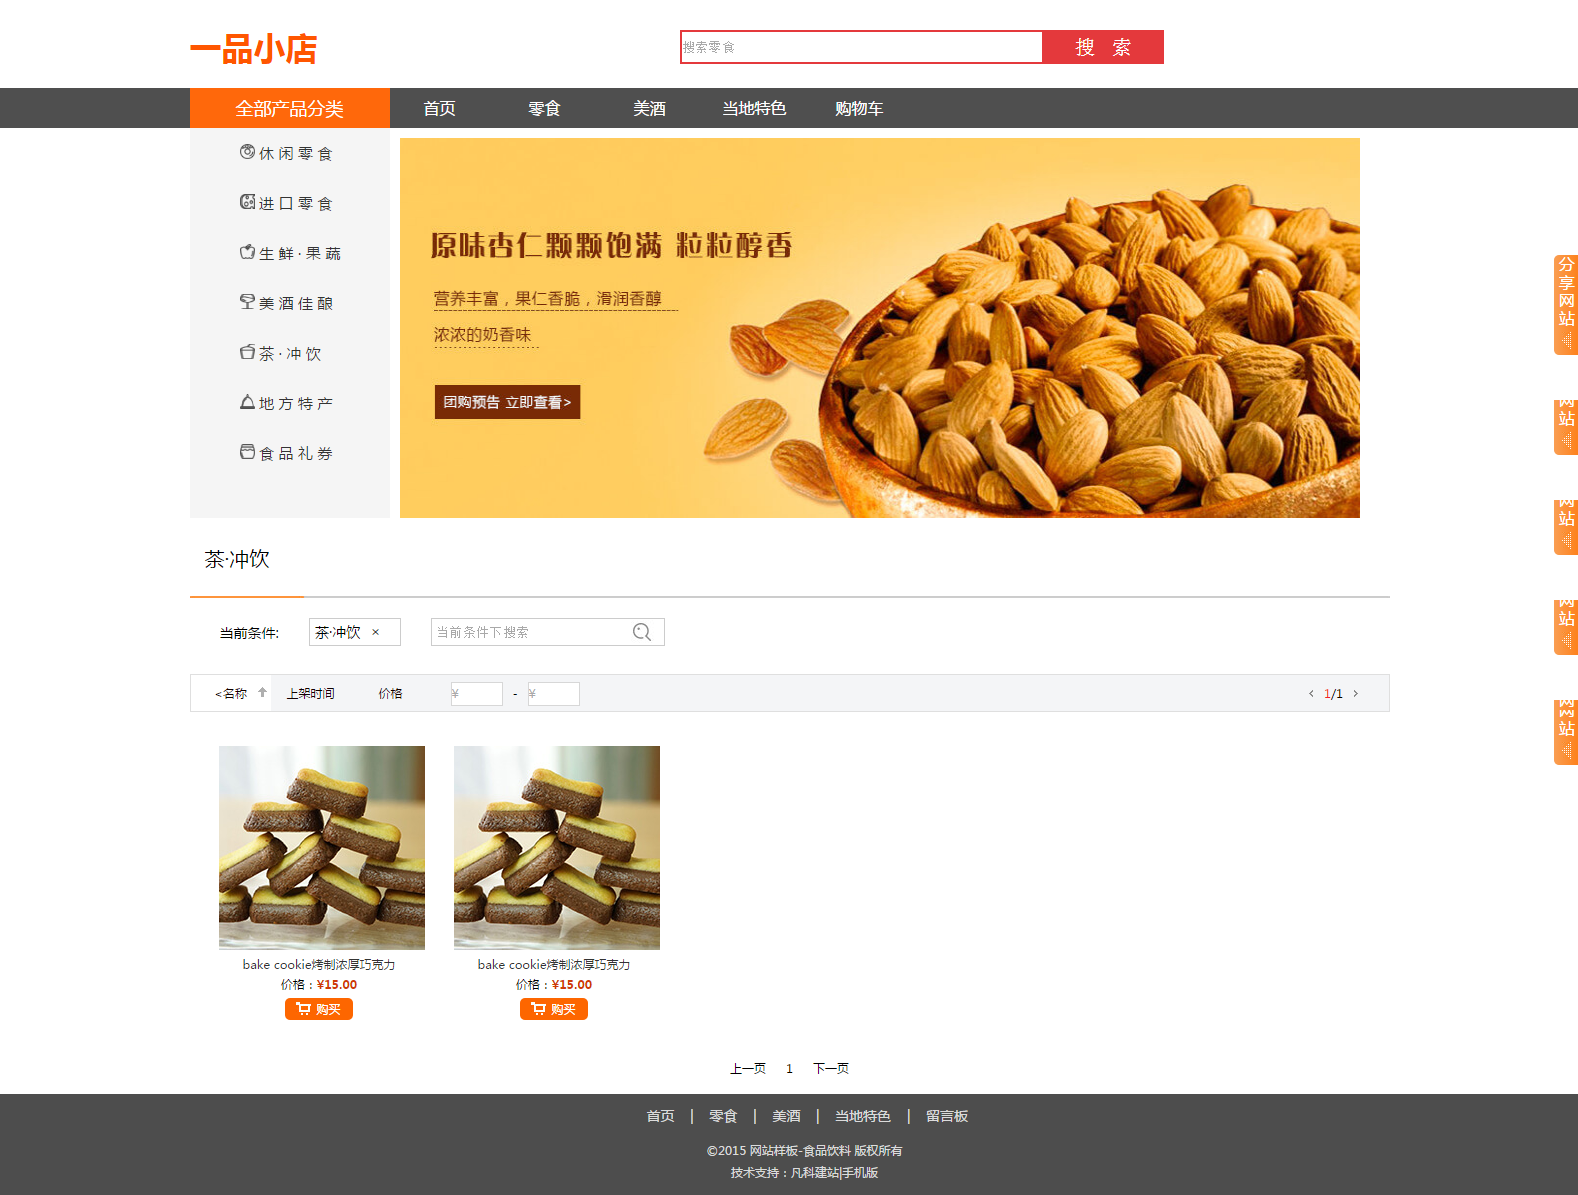 一品小店
搜索零食
搜 索
全部产品分类
首页
零食
美酒
当地特色
购物车
休闲零食
进口零食
生鲜·果蔬
美酒佳酿
茶·冲饮
地方特产
食品礼券
原味杏仁颗颗饱满 粒粒醇香
营养丰富，果仁香脆，滑润香醇
浓浓的奶香味
团购预告 立即查看>
分享网站
网站
网站
网站
网网站
茶·冲饮
当前条件:
茶·冲饮 ×
当前条件下搜索
<名称
上架时间
价格
¥ - ¥
‹ 1/1 ›
bake cookie烤制浓厚巧克力
价格：¥15.00
购买
bake cookie烤制浓厚巧克力
价格：¥15.00
购买
上一页 1 下一页
首页 | 零食 | 美酒 | 当地特色 | 留言板
©2015 网站样板-食品饮料 版权所有
技术支持：凡科建站|手机版